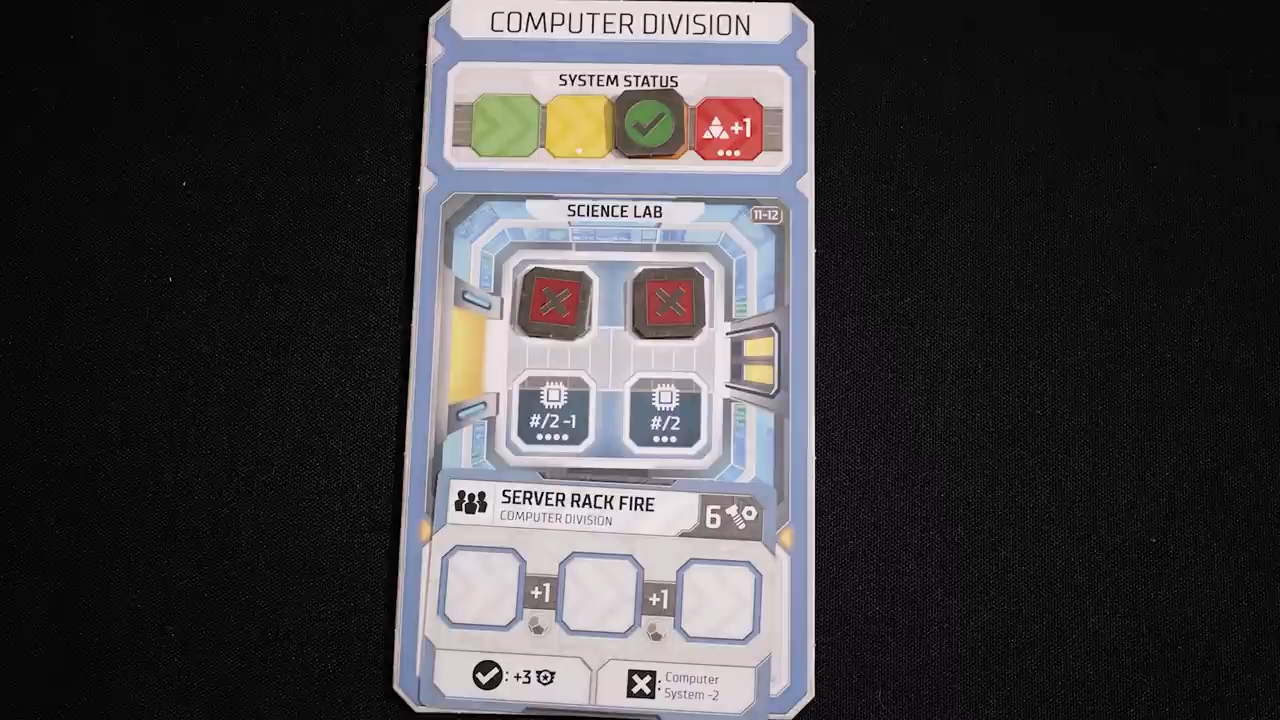 COMPUTER DIVISION
SYSTEM STATUS
+1
SCIENCE LAB
11-12
#/2 -1
#/2
SERVER RACK FIRE
COMPUTER DIVISION
6
+1
+1
: +3
: Computer
System -2